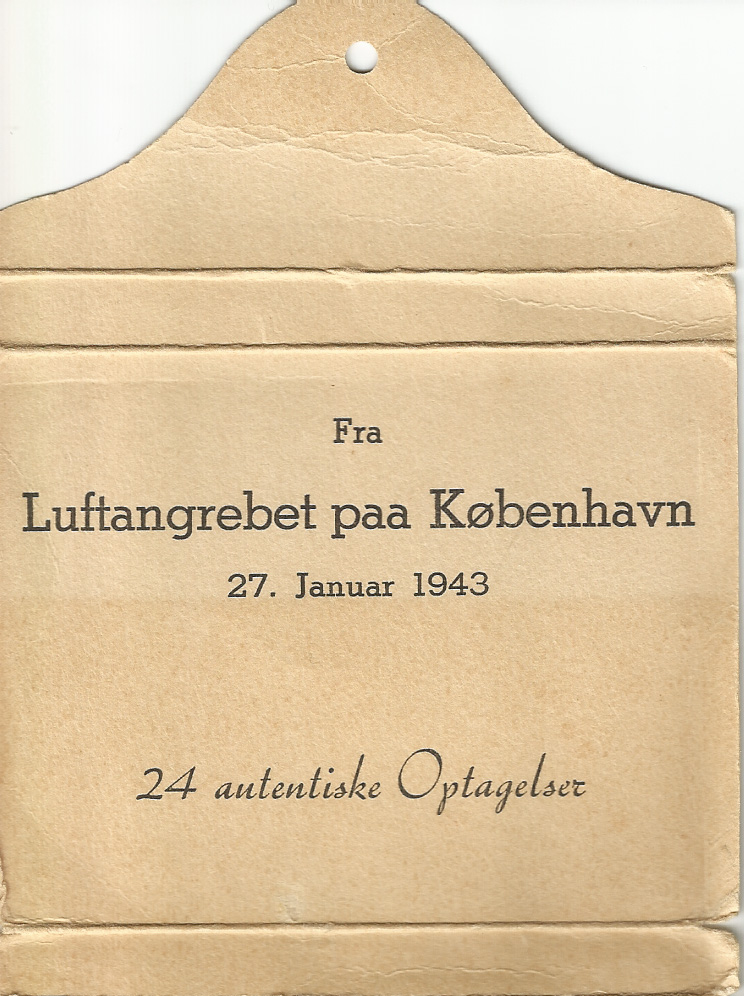 Fra
Luftangrebet paa København
27. Januar 1943
24 autentiske Optagelser